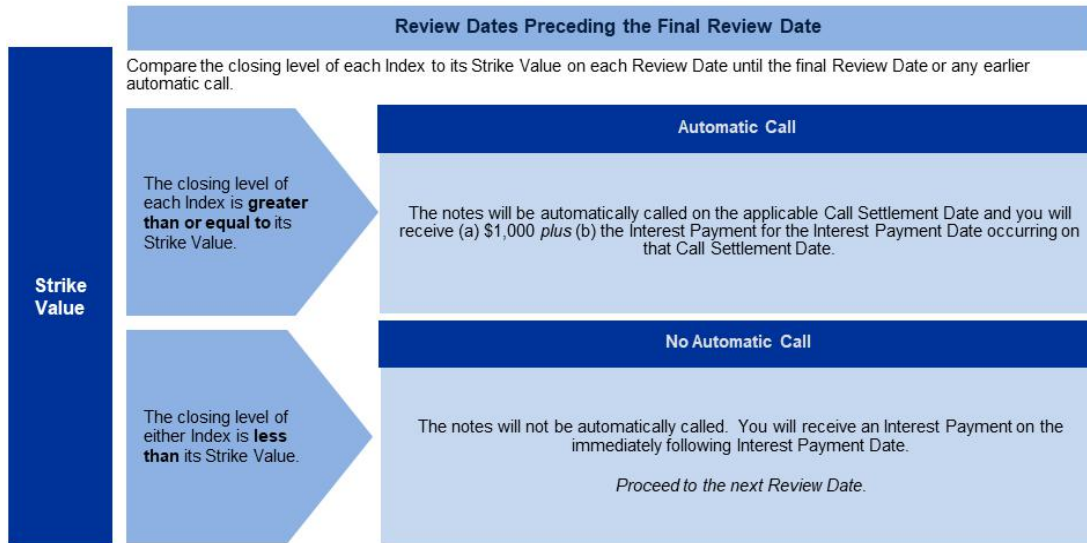 Review Dates Preceding the Final Review Date
Compare the closing level of each Index to its Strike Value on each Review Date until the final Review Date or any earlier
automatic call.
Strike
Value
The closing level of
each Index is greater
than or equal to its
Strike Value.
Automatic Call
The notes will be automatically called on the applicable Call Settlement Date and you will
receive (a) $1,000 plus (b) the Interest Payment for the Interest Payment Date occurring on
that Call Settlement Date.
The closing level of
either Index is less
than its Strike Value.
No Automatic Call
The notes will not be automatically called. You will receive an Interest Payment on the
immediately following Interest Payment Date.
Proceed to the next Review Date.